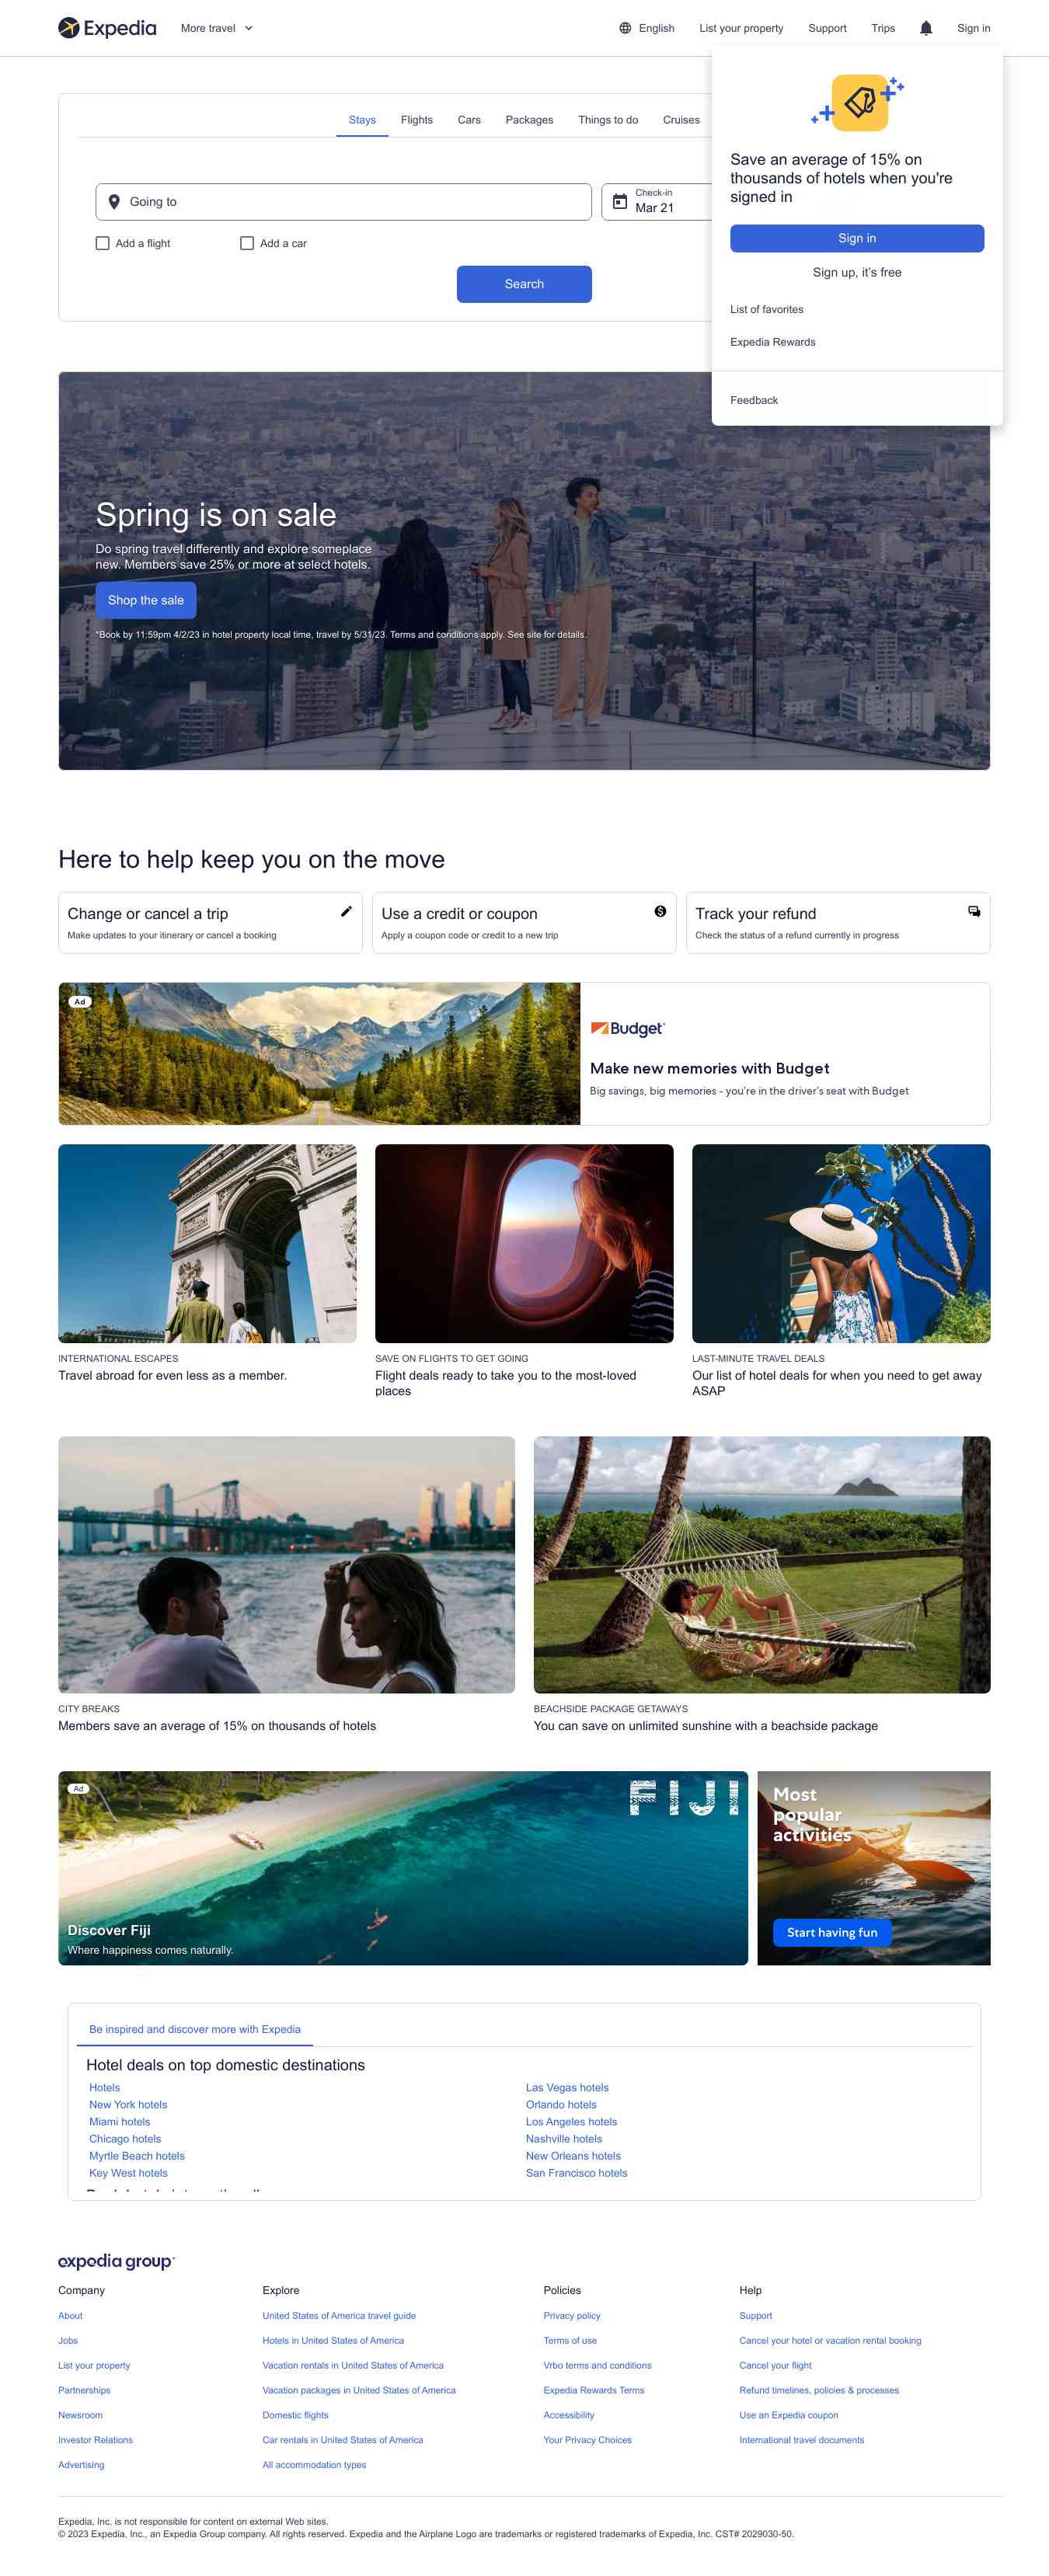 Expedia
More travel
English
List your property
Support
Trips
Sign in
Save an average of 15% on
thousands of hotels when you're
signed in
Sign in
Sign up, it's free
List of favorites
Expedia Rewards
Feedback
Stays
Flights
Cars
Packages
Things to do
Cruises
Going to
Check-in
Mar 21
Add a flight
Add a car
Search
Spring is on sale
Do spring travel differently and explore someplace
new. Members save 25% or more at select hotels.
Shop the sale
*Book by 11:59pm 4/2/23 in hotel property local time, travel by 5/31/23. Terms and conditions apply. See site for details.
Here to help keep you on the move
Change or cancel a trip
Make updates to your itinerary or cancel a booking
Use a credit or coupon
Apply a coupon code or credit to a new trip
Track your refund
Check the status of a refund currently in progress
Ad
Budget
Make new memories with Budget
Big savings, big memories - you're in the driver's seat with Budget
INTERNATIONAL ESCAPES
Travel abroad for even less as a member.
SAVE ON FLIGHTS TO GET GOING
Flight deals ready to take you to the most-loved
places
LAST-MINUTE TRAVEL DEALS
Our list of hotel deals for when you need to get away
ASAP
CITY BREAKS
Members save an average of 15% on thousands of hotels
BEACHSIDE PACKAGE GETAWAYS
You can save on unlimited sunshine with a beachside package
Ad
FIJI
Discover Fiji
Where happiness comes naturally.
Most
popular
activities
Start having fun
Be inspired and discover more with Expedia
Hotel deals on top domestic destinations
Hotels
New York hotels
Miami hotels
Chicago hotels
Myrtle Beach hotels
Key West hotels
Las Vegas hotels
Orlando hotels
Los Angeles hotels
Nashville hotels
New Orleans hotels
San Francisco hotels
expedia group
Company
About
Jobs
List your property
Partnerships
Newsroom
Investor Relations
Advertising
Explore
United States of America travel guide
Hotels in United States of America
Vacation rentals in United States of America
Vacation packages in United States of America
Domestic flights
Car rentals in United States of America
All accommodation types
Policies
Privacy policy
Terms of use
Vrbo terms and conditions
Expedia Rewards Terms
Accessibility
Your Privacy Choices
Help
Support
Cancel your hotel or vacation rental booking
Cancel your flight
Refund timelines, policies & processes
Use an Expedia coupon
International travel documents
Expedia, Inc. is not responsible for content on external Web sites.
© 2023 Expedia, Inc., an Expedia Group company. All rights reserved. Expedia and the Airplane Logo are trademarks or registered trademarks of Expedia, Inc. CST# 2029030-50.